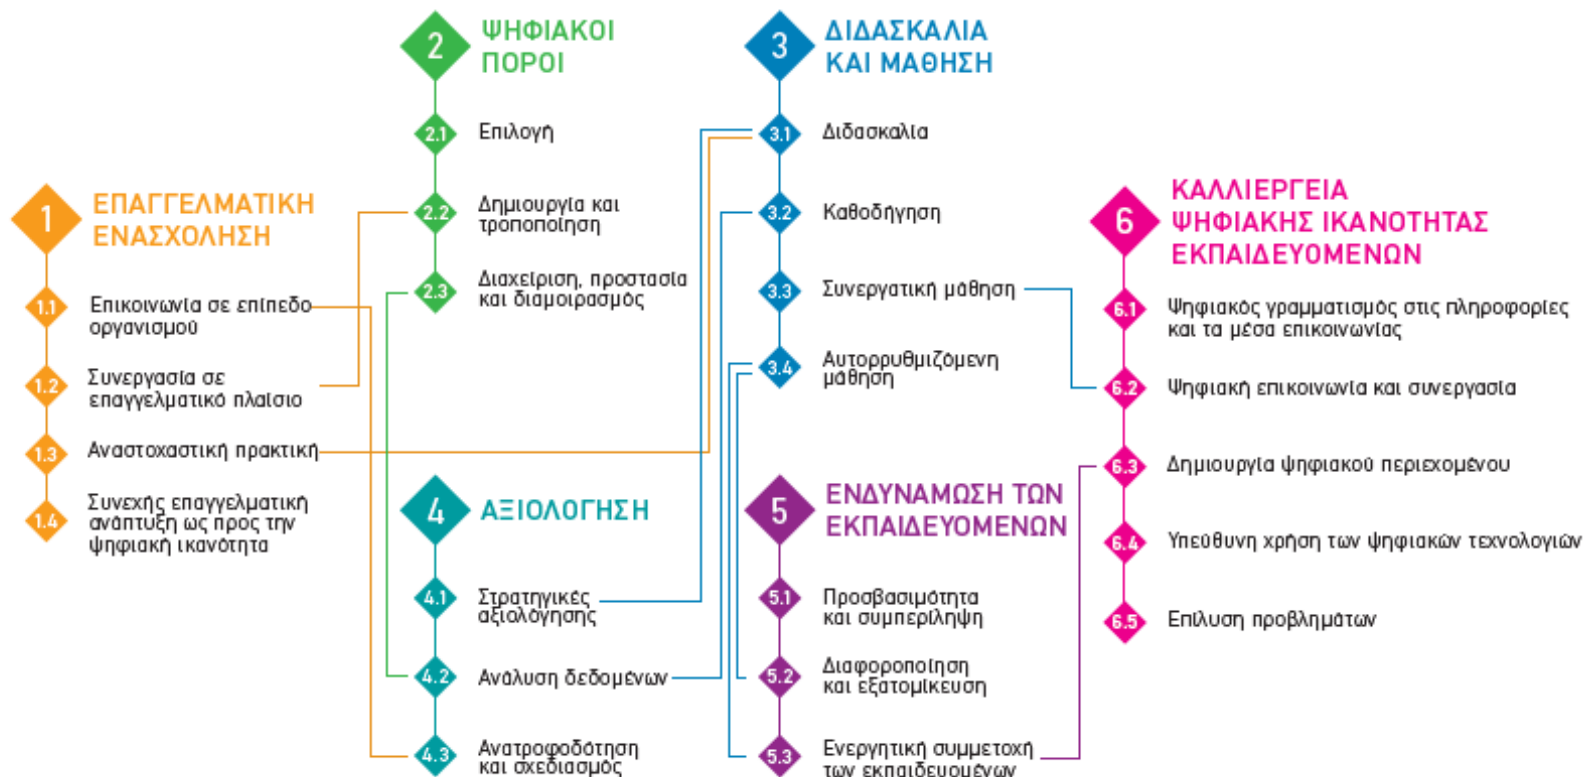 1
ΕΠΑΓΓΕΛΜΑΤΙΚΗ
ΕΝΑΣΧΟΛΗΣΗ
1.1
Επικοινωνία σε επίπεδο
οργανισμού
1.2
Συνεργασία σε
επαγγελματικό πλαίσιο
1.3
Αναστοχαστική πρακτική
1.4
Συνεχής επαγγελματική
ανάπτυξη ως προς την
ψηφιακή ικανότητα
2
ΨΗΦΙΑΚΟΙ
ΠΟΡΟΙ
2.1
Επιλογή
2.2
Δημιουργία και
τροποποίηση
2.3
Διαχείριση, προστασία
και διαμοιρασμός
3
ΔΙΔΑΣΚΑΛΙΑ
ΚΑΙ ΜΑΘΗΣΗ
3.1
Διδασκαλία
3.2
Καθοδήγηση
3.3
Συνεργατική μάθηση
3.4
Αυτορρυθμιζόμενη
μάθηση
4
ΑΞΙΟΛΟΓΗΣΗ
4.1
Στρατηγικές
αξιολόγησης
4.2
Ανάλυση δεδομένων
4.3
Ανατροφοδότηση
και σχεδιασμός
5
ΕΝΔΥΝΑΜΩΣΗ ΤΩΝ
ΕΚΠΑΙΔΕΥΟΜΕΝΩΝ
5.1
Προσβασιμότητα
και συμπερίληψη
5.2
Διαφοροποίηση
και εξατομίκευση
5.3
Ενεργητική συμμετοχή
των εκπαιδευομένων
6
ΚΑΛΛΙΕΡΓΕΙΑ
ΨΗΦΙΑΚΗΣ ΙΚΑΝΟΤΗΤΑΣ
ΕΚΠΑΙΔΕΥΟΜΕΝΩΝ
6.1
Ψηφιακός γραμματισμός στις πληροφορίες
και τα μέσα επικοινωνίας
6.2
Ψηφιακή επικοινωνία και συνεργασία
6.3
Δημιουργία ψηφιακού περιεχομένου
6.4
Υπεύθυνη χρήση των ψηφιακών τεχνολογιών
6.5
Επίλυση προβλημάτων